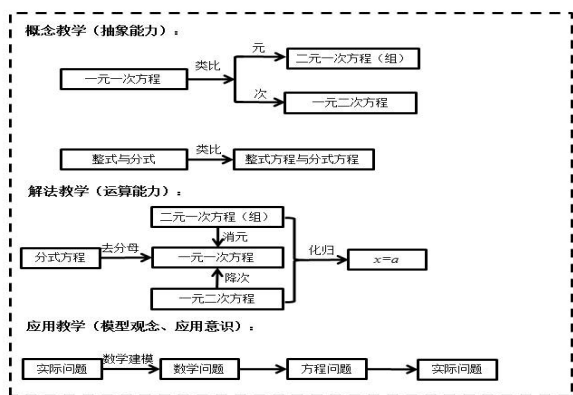 概念教学（抽象能力）：
元
二元一次方程（组）
一元一次方程
类比
次
一元二次方程
整式与分式
类比
整式方程与分式方程
解法教学（运算能力）：
二元一次方程（组）
消元
分式方程
去分母
一元一次方程
化归
x=a
降次
一元二次方程
应用教学（模型观念、应用意识）：
实际问题
数学建模
数学问题
方程问题
实际问题